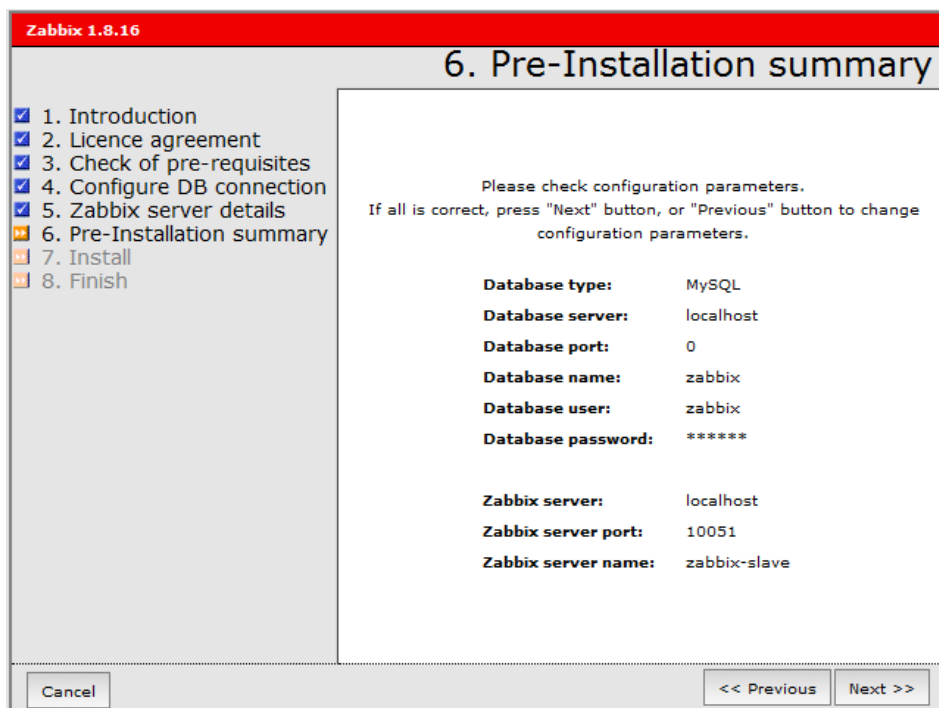 Zabbix 1.8.16
6. Pre-Installation summary
1. Introduction
2. Licence agreement
3. Check of pre-requisites
4. Configure DB connection
5. Zabbix server details
6. Pre-Installation summary
7. Install
8. Finish
Please check configuration parameters.
If all is correct, press "Next" button, or "Previous" button to change
configuration parameters.
Database type: MySQL
Database server: localhost
Database port: 0
Database name: zabbix
Database user: zabbix
Database password: ******
Zabbix server: localhost
Zabbix server port: 10051
Zabbix server name: zabbix-slave
Cancel << Previous Next >>